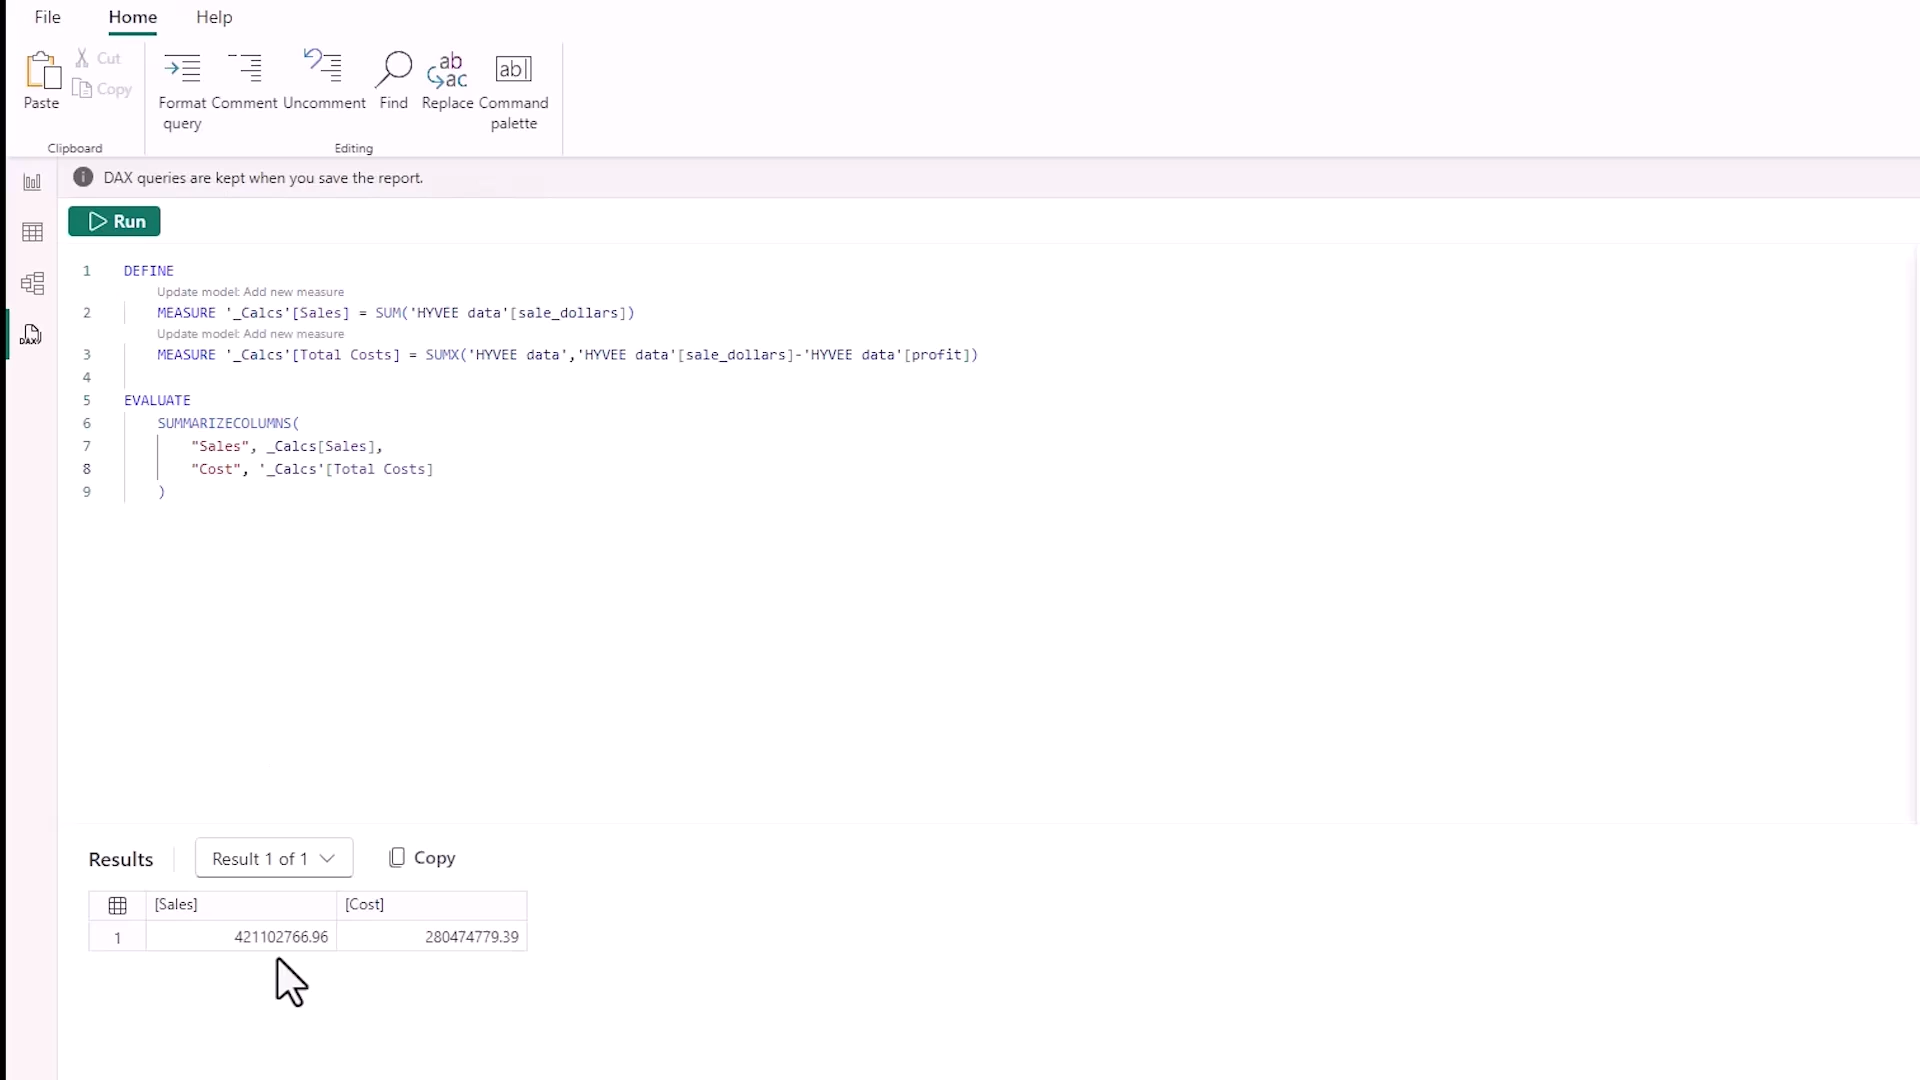 File Home Help
Paste Cut Copy
Format query Comment Uncomment Find Replace Command palette
ab ac ab
Clipboard Editing
DAX
DAX queries are kept when you save the report.
Run
1 DEFINE
Update model: Add new measure
2 MEASURE '_Calcs'[Sales] = SUM('HYVEE data'[sale_dollars])
Update model: Add new measure
3 MEASURE '_Calcs'[Total Costs] = SUMX('HYVEE data','HYVEE data'[sale_dollars]-'HYVEE data'[profit])
4
5 EVALUATE
6 SUMMARIZECOLUMNS(
7 "Sales", _Calcs[Sales],
8 "Cost", '_Calcs'[Total Costs]
9 )
Results Result 1 of 1 Copy
[Sales] [Cost]
1 421102766.96 280474779.39